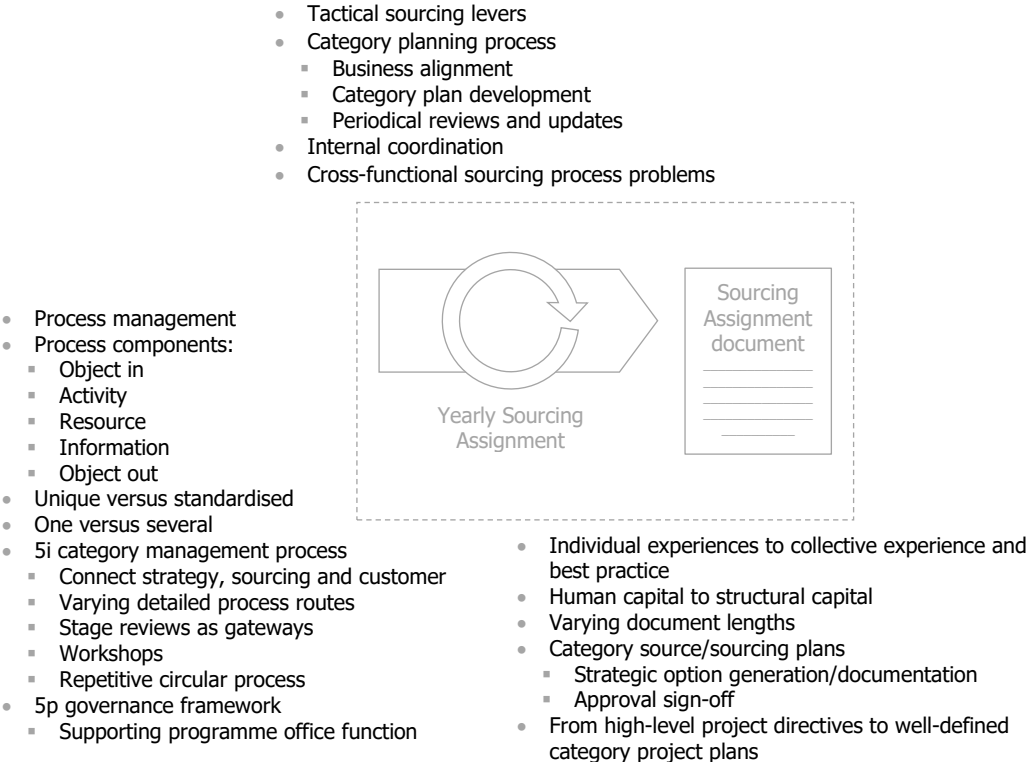 Tactical sourcing levers
Category planning process
Business alignment
Category plan development
Periodical reviews and updates
Internal coordination
Cross-functional sourcing process problems
Sourcing
Assignment
document
Yearly Sourcing
Assignment
Process management
Process components:
Object in
Activity
Resource
Information
Object out
Unique versus standardised
One versus several
5i category management process
Connect strategy, sourcing and customer
Varying detailed process routes
Stage reviews as gateways
Workshops
Repetitive circular process
5p governance framework
Supporting programme office function
Individual experiences to collective experience and
best practice
Human capital to structural capital
Varying document lengths
Category source/sourcing plans
Strategic option generation/documentation
Approval sign-off
From high-level project directives to well-defined
category project plans